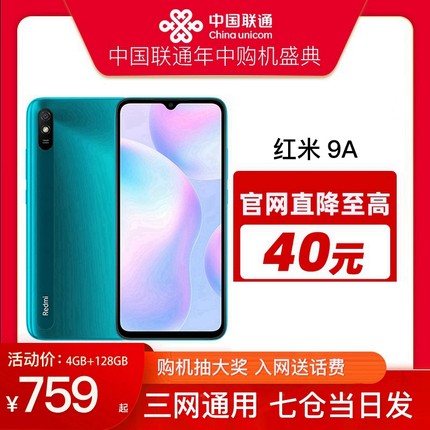 中国联通
China unicom
中国联通年中购机盛典
红米 9A
官网直降至高
40元
Redmi
活动价：4GB+128GB
¥759起
购机抽大奖 入网送话费
三网通用 七仓当日发